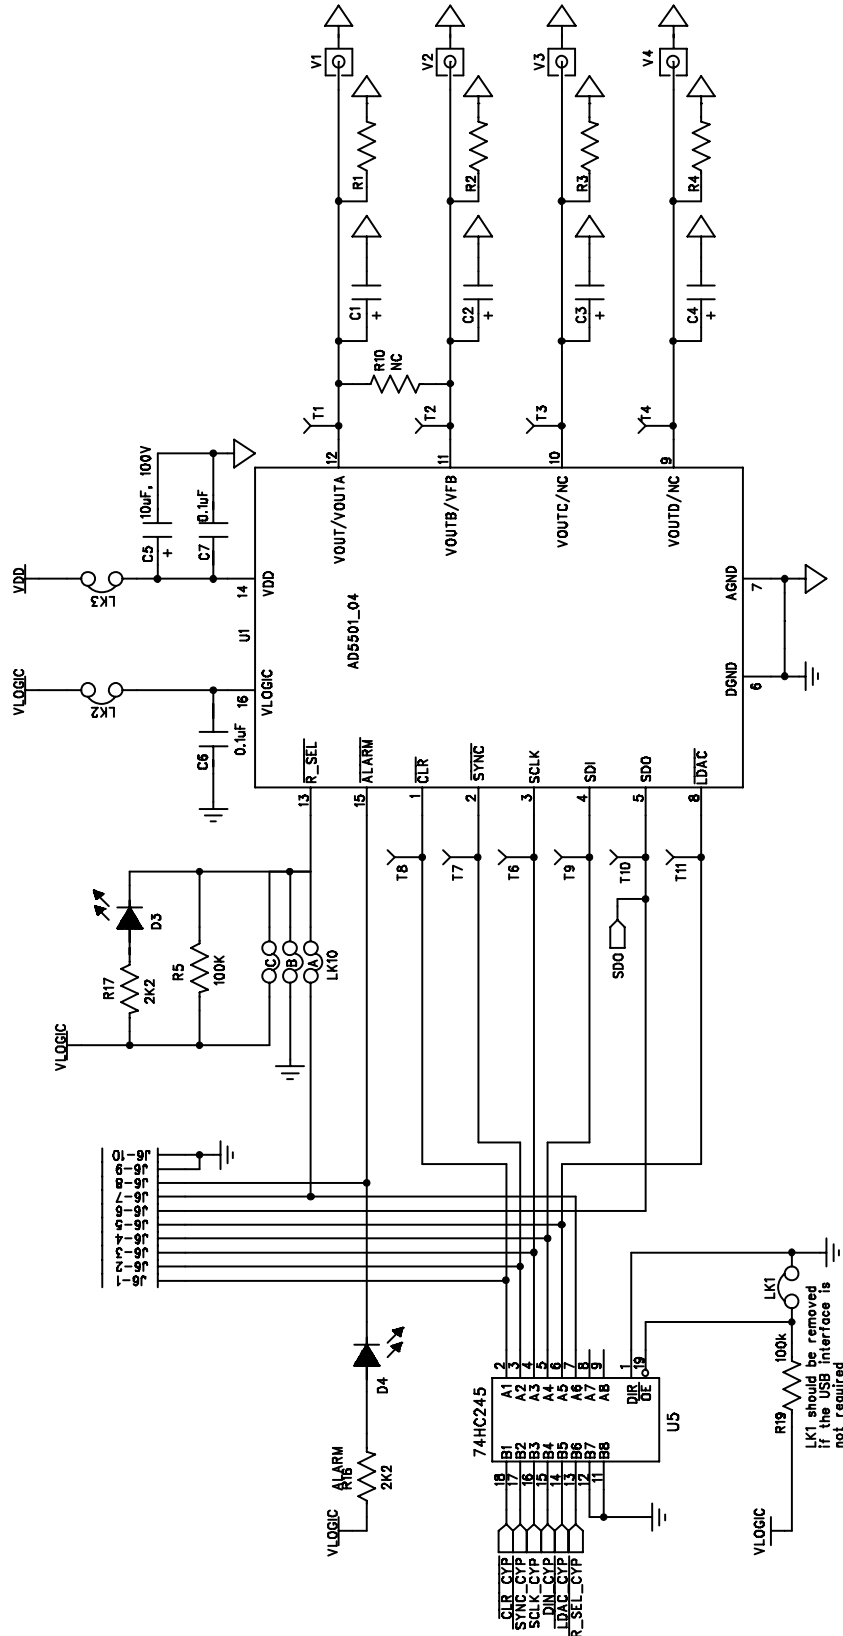 V1
V2
V3
V4
R1
R2
R3
R4
C1
+
C2
+
C3
+
C4
+
R10
NC
T1
T2
T3
T4
12
11
10
9
VOUT/VOUTA
VOUTB/VFB
VOUTC/NC
VOUTD/NC
10uF, 100V
C5
+
0.1uF
C7
VDD
LK3
14
VDD
U1
AD5501_04
VLOGIC
LK2
16
VLOGIC
C6
0.1uF
AGND
7
DGND
6
R_SEL
ALARM
CLR
SYNC
SCLK
SDI
SDO
LDAC
13
15
1
2
3
4
5
8
T8
T7
T6
T9
T10
T11
SDO
D3
R17
2K2
R5
100K
C
B
A
LK10
VLOGIC
J6-10
J6-9
J6-8
J6-7
J6-6
J6-5
J6-4
J6-3
J6-2
J6-1
D4
ALARM
R16
2K2
VLOGIC
74HC245
U5
2
3
4
5
6
7
8
9
1
19
A1
A2
A3
A4
A5
A6
A7
A8
DIR
OE
B1
B2
B3
B4
B5
B6
B7
B8
18
17
16
15
14
13
12
11
CLR_CYP
SYNC_CYP
SCLK_CYP
DIN_CYP
LDAC_CYP
R_SEL_CYP
LK1
100k
R19
VLOGIC
LK1 should be removed
if the USB interface is
not required